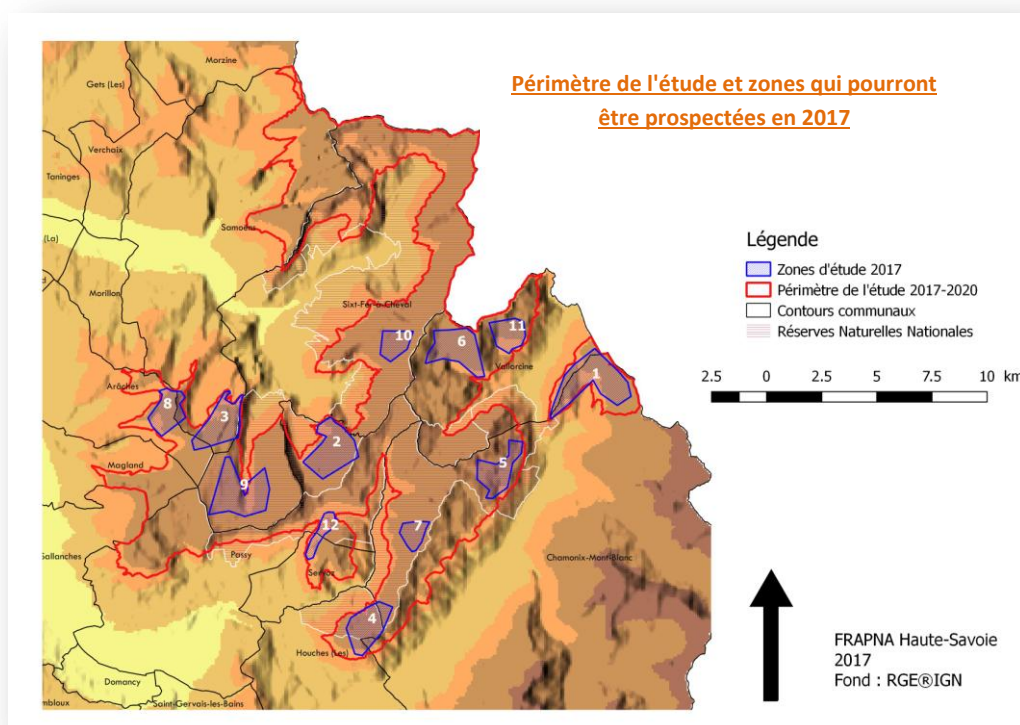 Périmètre de l'étude et zones qui pourront
être prospectées en 2017
Morzine
Gets (Les)
Verchaix
Taninges
Samoëns
(La)
Morillon
Sixt-Fer-à-Cheval
10
6
11
Vallorcine
1
Arâches
8
3
2
Magland
5
9
12
7
Passy
Servoz
Sallanches
Chamonix-Mont-Blanc
4
Houches (Les)
Domancy
mbloux
Saint-Gervais-les-Bains
Légende
Zones d'étude 2017
Périmètre de l'étude 2017-2020
Contours communaux
Réserves Naturelles Nationales
2.5 0 2.5 5 7.5 10 km
FRAPNA Haute-Savoie
2017
Fond : RGE®IGN